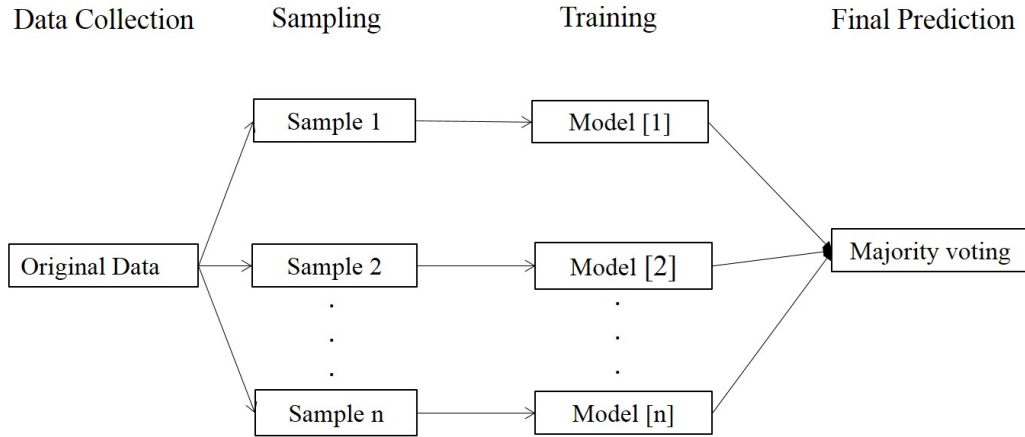 Data Collection
Sampling
Training
Final Prediction
Sample 1
Model [1]
Original Data
Sample 2
Model [2]
Majority voting
Sample n
Model [n]